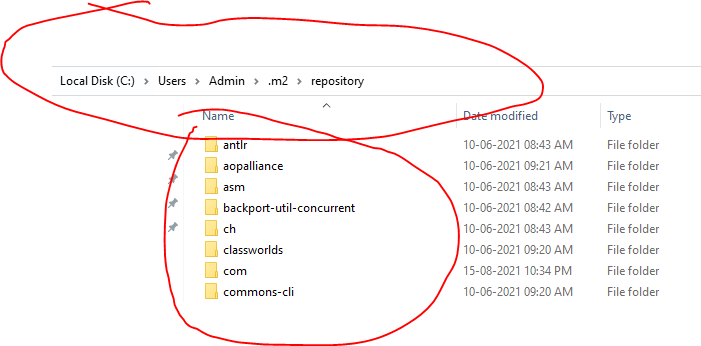 Local Disk (C:) > Users > Admin > .m2 > repository
Name Date modified Type
antlr 10-06-2021 08:43 AM File folder
aopalliance 10-06-2021 09:21 AM File folder
asm 10-06-2021 08:43 AM File folder
backport-util-concurrent 10-06-2021 08:42 AM File folder
ch 10-06-2021 08:43 AM File folder
classworlds 10-06-2021 09:20 AM File folder
com 15-08-2021 10:34 PM File folder
commons-cli 10-06-2021 09:20 AM File folder